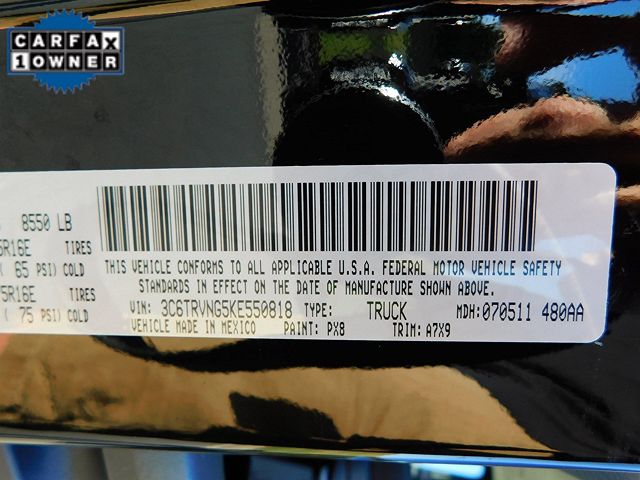 CARFAX
1 OWNER
8550 LB
5R16E TIRES
( 65 PSI) COLD
5R16E TIRES
( 75 PSI) COLD
THIS VEHICLE CONFORMS TO ALL APPLICABLE U.S.A. FEDERAL MOTOR VEHICLE SAFETY
STANDARDS IN EFFECT ON THE DATE OF MANUFACTURE SHOWN ABOVE.
VIN: 3C6TRVNG5KE550818 TYPE: TRUCK MDH: 070511 480AA
VEHICLE MADE IN MEXICO PAINT: PX8 TRIM: A7X9